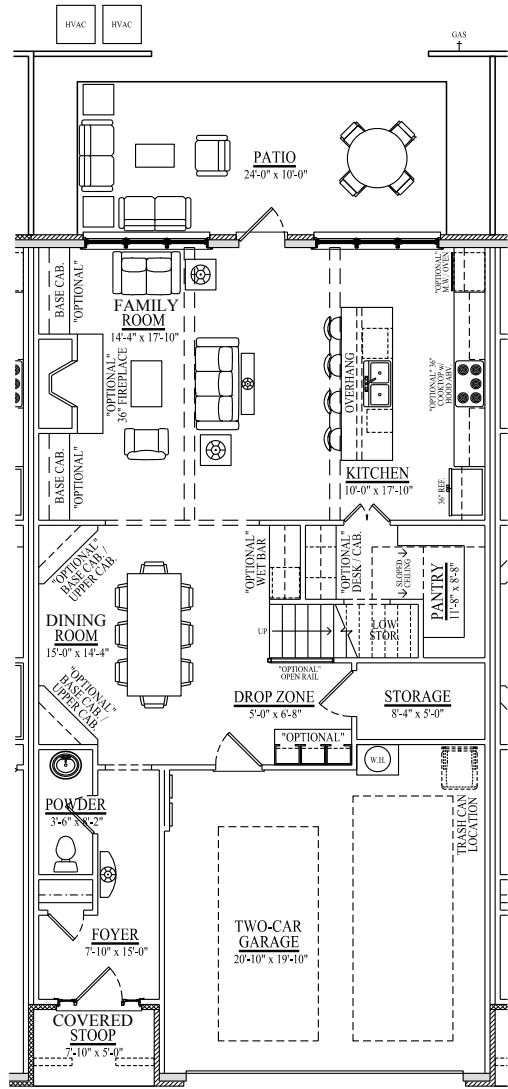 HVAC
HVAC
GAS
PATIO
24'-0" x 10'-0"
BASE CAB.
"OPTIONAL"
FAMILY
ROOM
14'-4" x 17'-10"
"OPTIONAL"
36" FIREPLACE
BASE CAB.
"OPTIONAL"
OVERHANG
"OPTIONAL"
M.W. OVEN
"OPTIONAL" 36"
COOKTOP w/
HOOD ABV.
KITCHEN
10'-0" x 17'-10"
36" REF.
"OPTIONAL"
BASE CAB. /
UPPER CAB.
"OPTIONAL"
WET BAR
"OPTIONAL"
DESK / CAB.
SLOPED
CEILING
PANTRY
11'-8" x 8'-8"
DINING
ROOM
15'-0" x 14'-4"
UP
LOW
STOR.
"OPTIONAL"
OPEN RAIL
"OPTIONAL"
BASE CAB. /
UPPER CAB.
DROP ZONE
5'-0" x 6'-8"
STORAGE
8'-4" x 5'-0"
"OPTIONAL"
W.H.
TRASH CAN
LOCATION
POWDER
3'-6" x 8'-2"
FOYER
7'-10" x 15'-0"
TWO-CAR
GARAGE
20'-10" x 19'-10"
COVERED
STOOP
7'-10" x 5'-0"